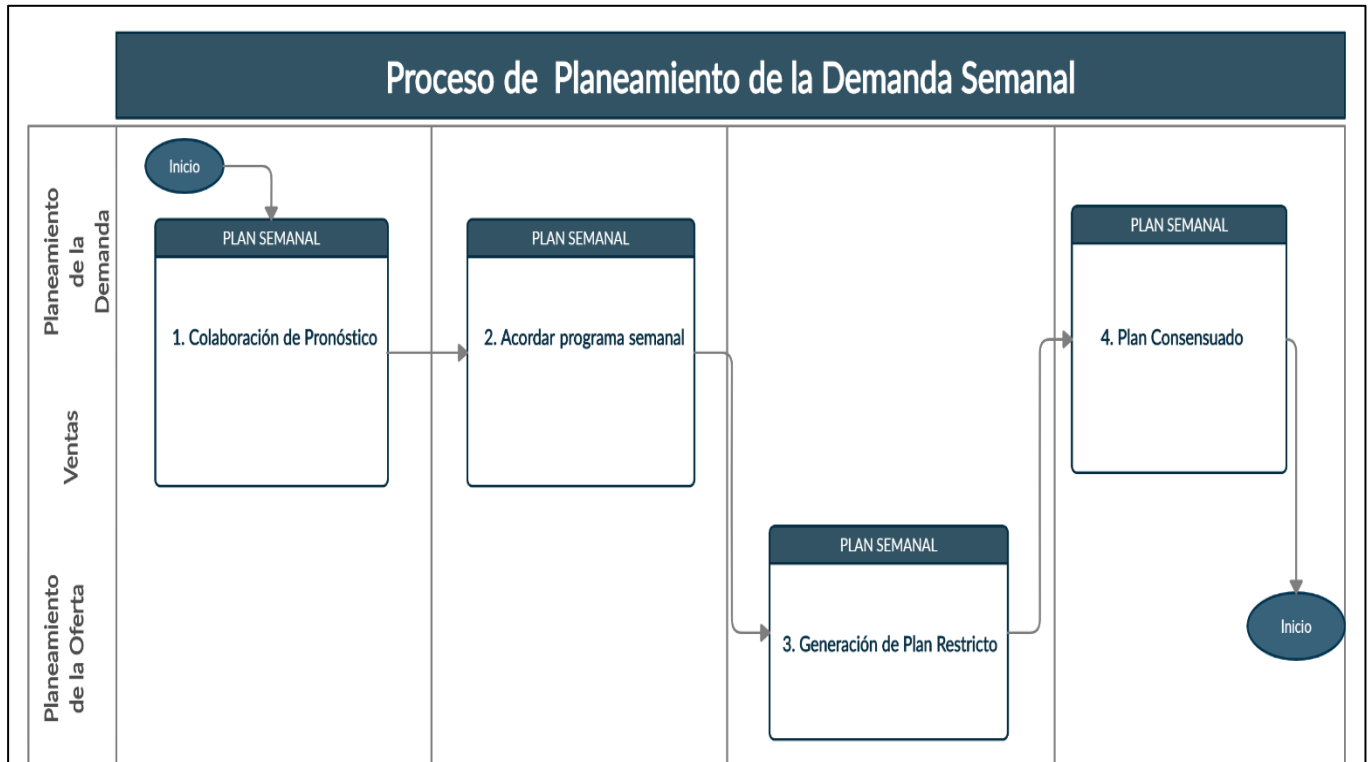 Proceso de Planeamiento de la Demanda Semanal
Planeamiento
de la
Demanda
Ventas
Planeamiento
de la Oferta
Inicio
PLAN SEMANAL
1. Colaboración de Pronóstico
PLAN SEMANAL
2. Acordar programa semanal
PLAN SEMANAL
3. Generación de Plan Restricto
PLAN SEMANAL
4. Plan Consensuado
Inicio